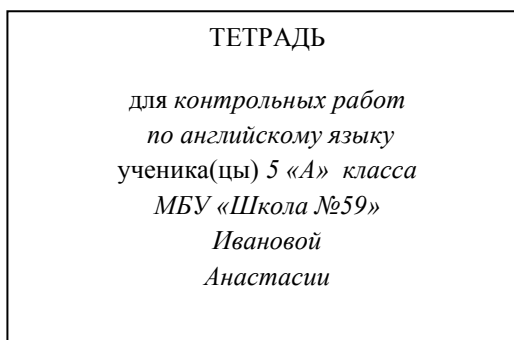 ТЕТРАДЬ
для контрольных работ
по английскому языку
ученика(цы) 5 «А» класса
МБУ «Школа №59»
Ивановой
Анастасии